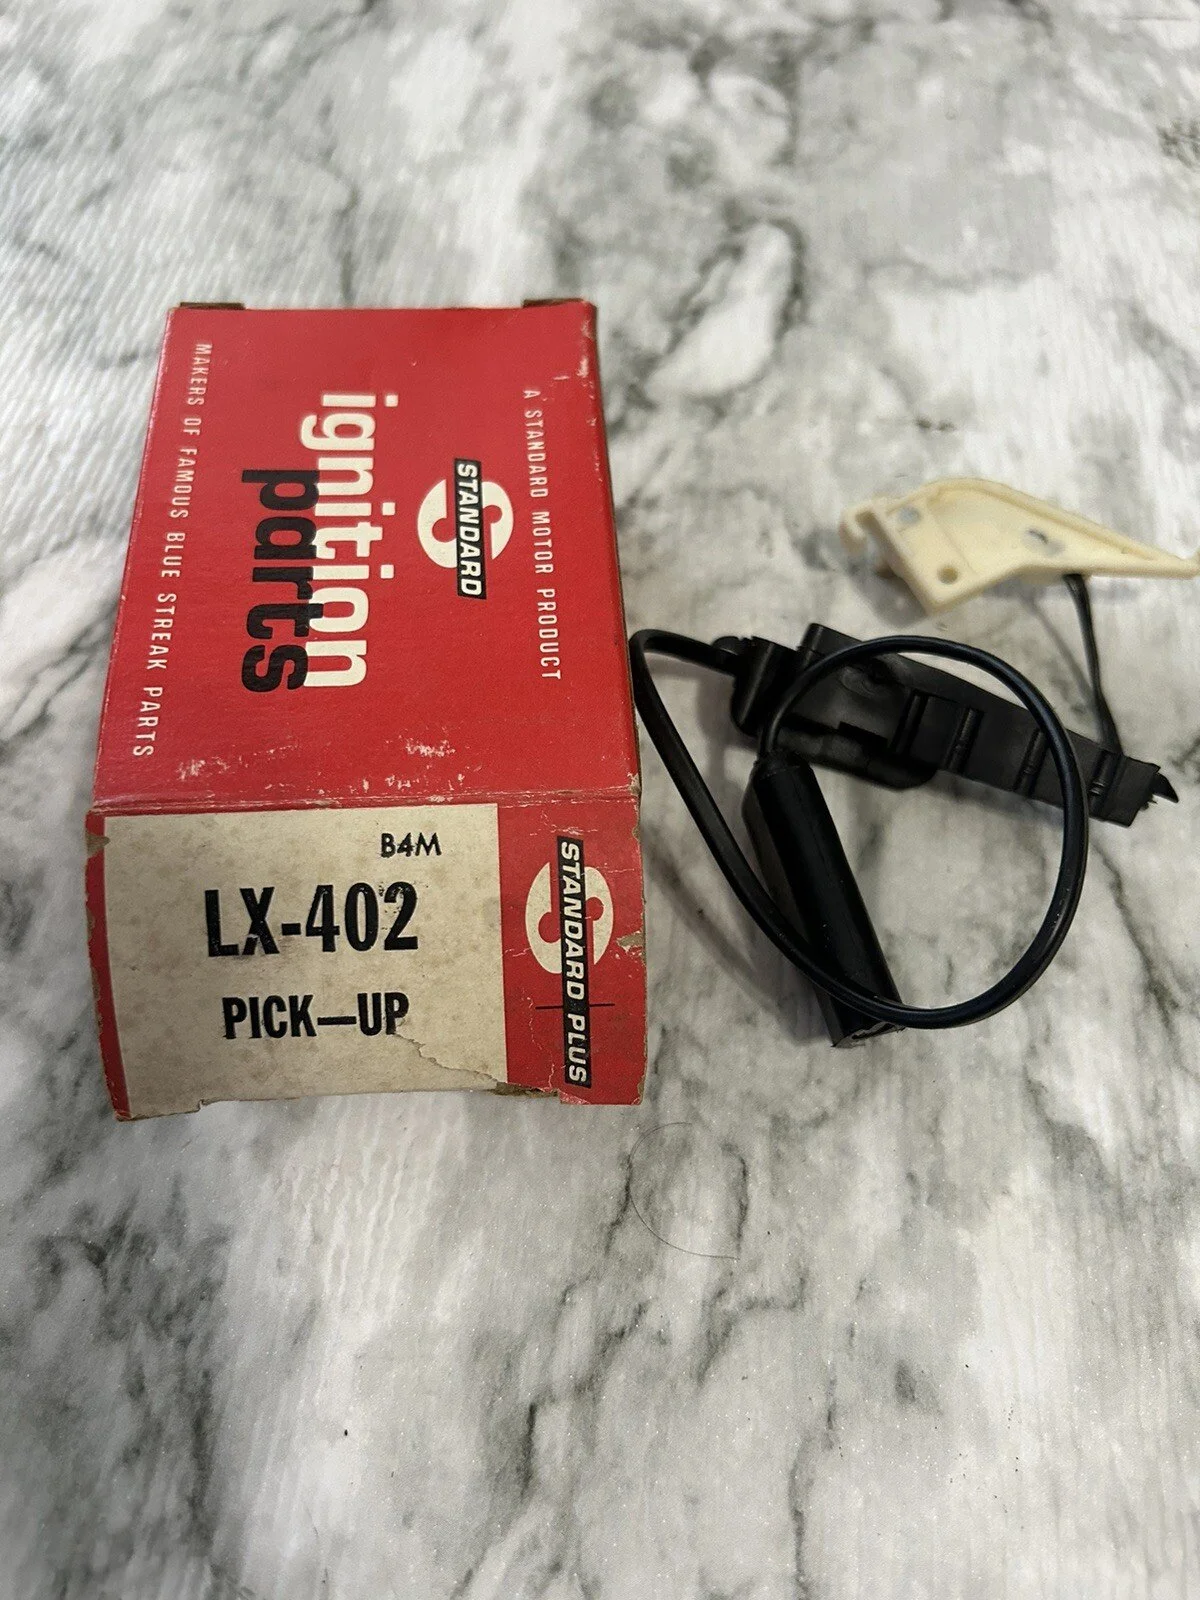 A STANDARD MOTOR PRODUCT
STANDARD
ignition
parts
MAKERS OF FAMOUS BLUE STREAK PARTS
B4M
LX-402
PICK-UP
STANDARD PLUS